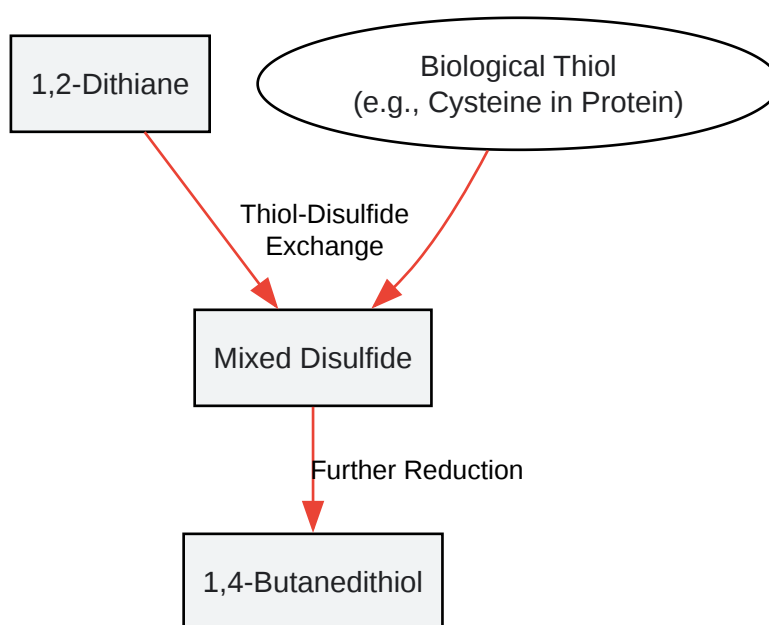 1,2-Dithiane
Biological Thiol
(e.g., Cysteine in Protein)
Thiol-Disulfide
Exchange
Mixed Disulfide
Further Reduction
1,4-Butanedithiol